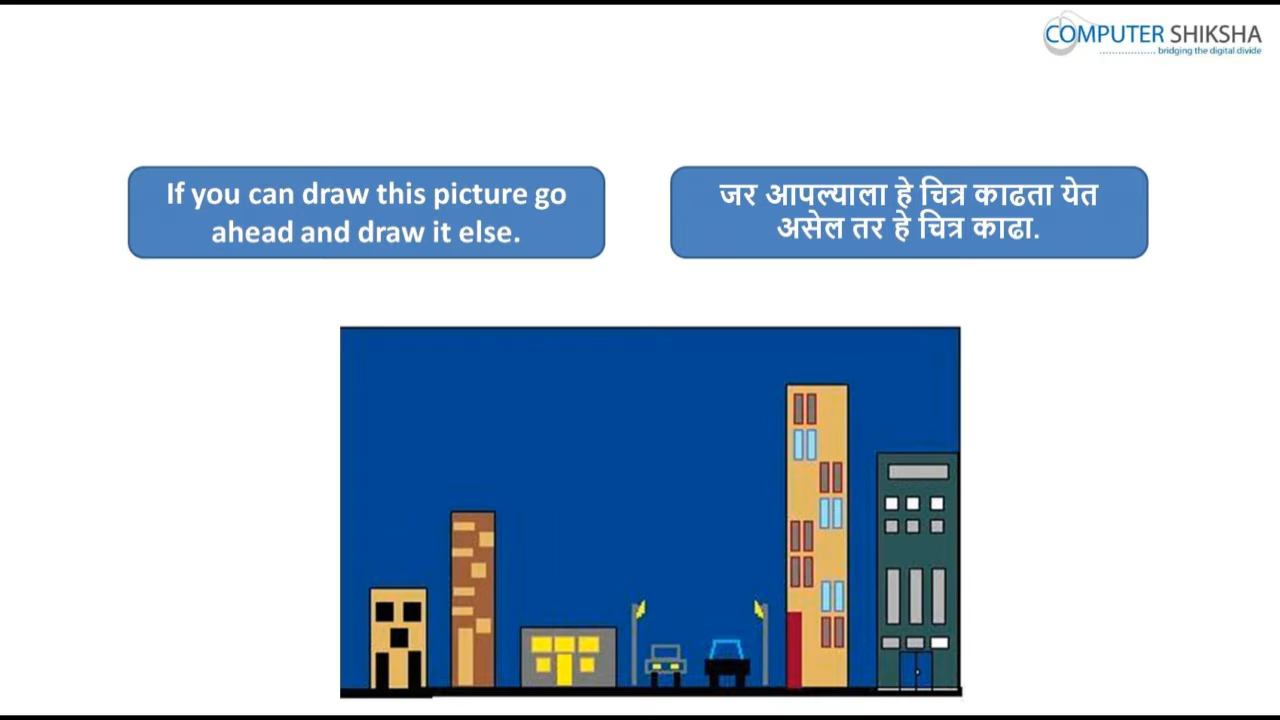 COMPUTER SHIKSHA
bridging the digital divide
If you can draw this picture go
ahead and draw it else.
जर आपल्याला हे चित्र काढता येत
असेल तर हे चित्र काढा.